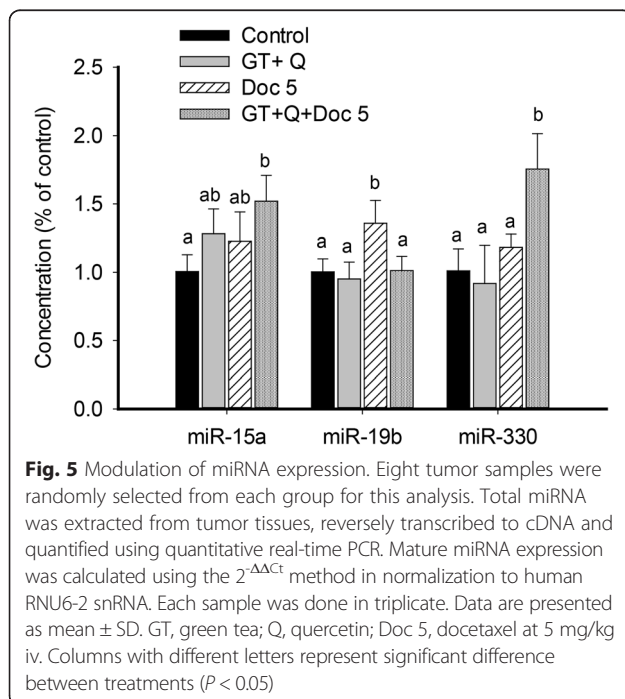 Control
GT+ Q
Doc 5
GT+Q+Doc 5
Concentration (% of control)
2.5
2.0
1.5
1.0
0.5
0.0
a ab ab b
a a b a
a a a b
miR-15a miR-19b miR-330
Fig. 5 Modulation of miRNA expression. Eight tumor samples were
randomly selected from each group for this analysis. Total miRNA
was extracted from tumor tissues, reversely transcribed to cDNA and
quantified using quantitative real-time PCR. Mature miRNA expression
was calculated using the 2-ΔΔCt method in normalization to human
RNU6-2 snRNA. Each sample was done in triplicate. Data are presented
as mean ± SD. GT, green tea; Q, quercetin; Doc 5, docetaxel at 5 mg/kg
iv. Columns with different letters represent significant difference
between treatments (P < 0.05)